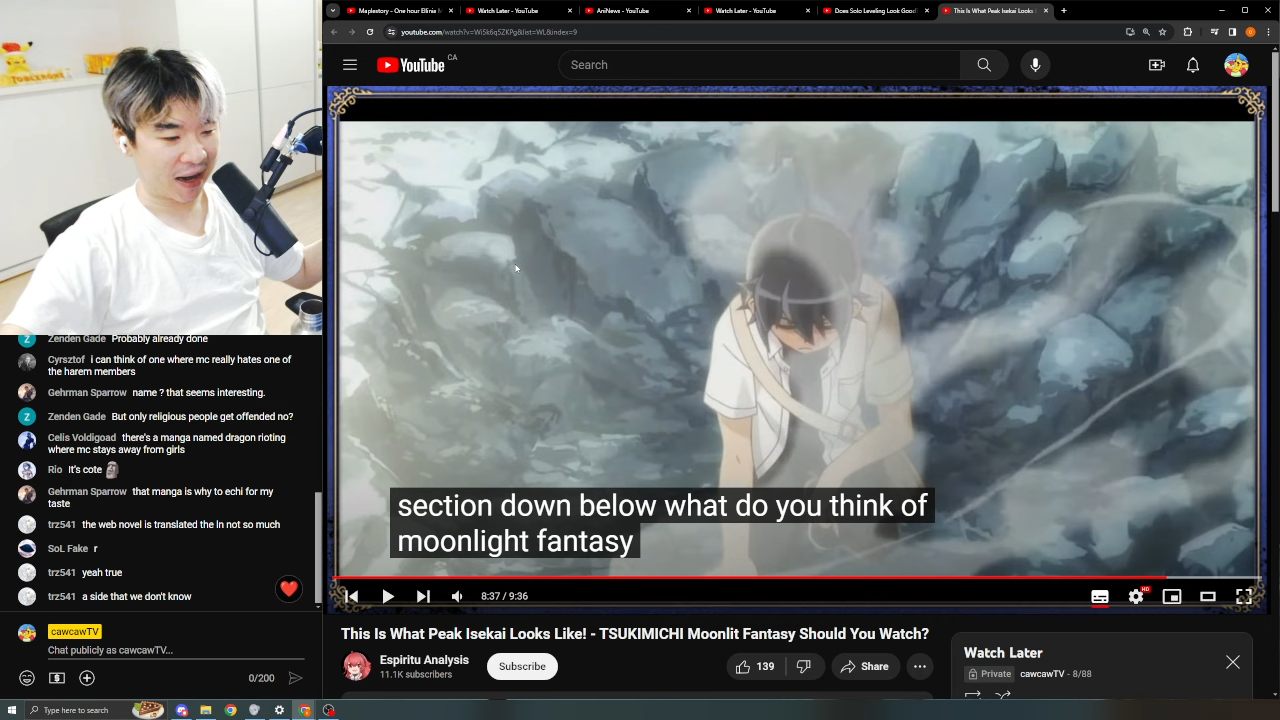 Maplestory - One hour Ellinia M
Watch Later - YouTube
AniNews - YouTube
Watch Later - YouTube
Does Solo Leveling Look Good
This Is What Peak Isekai Looks
youtube.com/watch?v=Wi5k6q5ZKPg&list=WL&index=9
YouTube CA
Search
TOBLERONE
Zenden Gade Probably already done
Cyrsztof i can think of one where mc really hates one of
the harem members
Gehrman Sparrow name ? that seems interesting.
Zenden Gade But only religious people get offended no?
Celis Voldigoad there's a manga named dragon rioting
where mc stays away from girls
Rio It's cote
Gehrman Sparrow that manga is why to echi for my
taste
trz541 the web novel is translated the ln not so much
SoL Fake r
trz541 yeah true
trz541 a side that we don't know
cawcawTV
Chat publicly as cawcawTV...
0/200
section down below what do you think of
moonlight fantasy
8:37 / 9:36
HD
This Is What Peak Isekai Looks Like! - TSUKIMICHI Moonlit Fantasy Should You Watch?
Espiritu Analysis
11.1K subscribers
Subscribe
139
Share
Watch Later
Private cawcawTV - 8/88
Type here to search